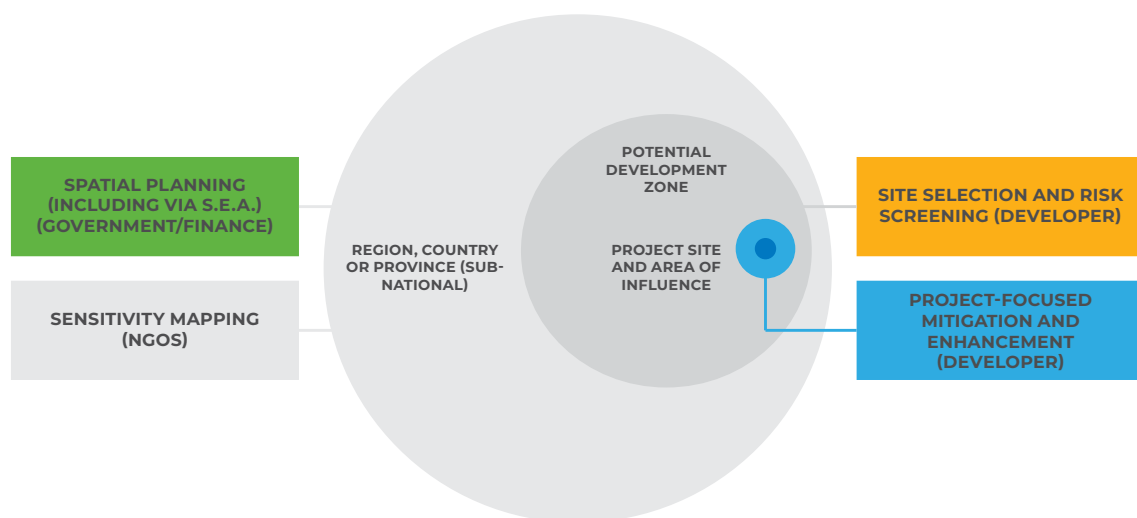 SPATIAL PLANNING
(INCLUDING VIA S.E.A.)
(GOVERNMENT/FINANCE)
SENSITIVITY MAPPING
(NGOS)
REGION, COUNTRY
OR PROVINCE (SUB-
NATIONAL)
POTENTIAL
DEVELOPMENT
ZONE
PROJECT SITE
AND AREA OF
INFLUENCE
SITE SELECTION AND RISK
SCREENING (DEVELOPER)
PROJECT-FOCUSED
MITIGATION AND
ENHANCEMENT
(DEVELOPER)